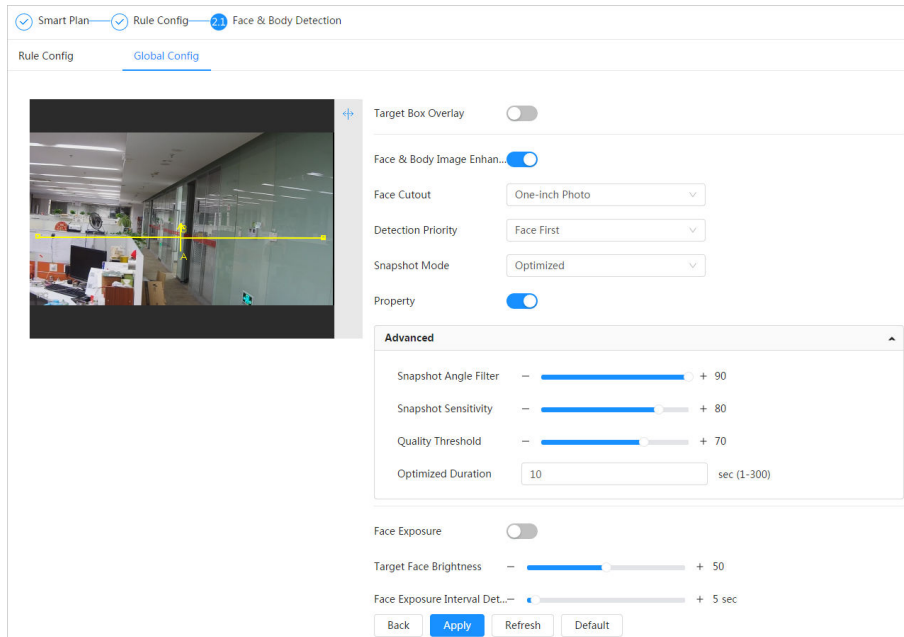 Smart Plan Rule Config 2.1 Face & Body Detection
Rule Config Global Config
Target Box Overlay
Face & Body Image Enhan...
Face Cutout One-inch Photo
Detection Priority Face First
Snapshot Mode Optimized
Property
Advanced
Snapshot Angle Filter − + 90
Snapshot Sensitivity − + 80
Quality Threshold − + 70
Optimized Duration 10 sec (1-300)
Face Exposure
Target Face Brightness − + 50
Face Exposure Interval Det... − + 5 sec
Back Apply Refresh Default
B
A